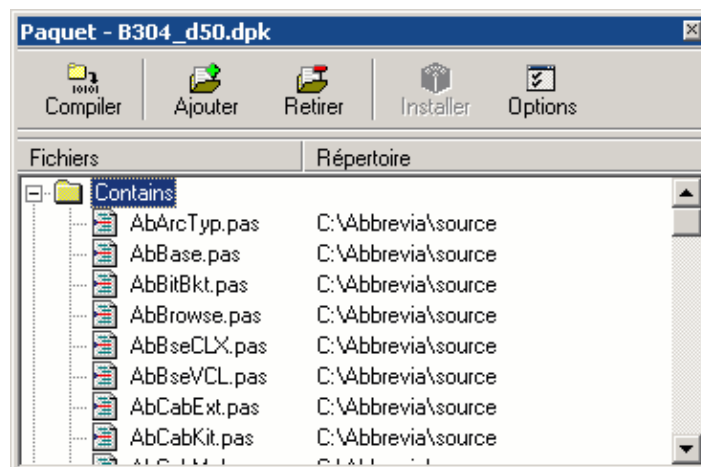 Paquet - B304_d50.dpk
Compiler Ajouter Retirer Installer Options
Fichiers Répertoire
Contains
AbArcTyp.pas C:\Abbrevia\source
AbBase.pas C:\Abbrevia\source
AbBitBkt.pas C:\Abbrevia\source
AbBrowse.pas C:\Abbrevia\source
AbBseCLX.pas C:\Abbrevia\source
AbBseVCL.pas C:\Abbrevia\source
AbCabExt.pas C:\Abbrevia\source
AbCabKit.pas C:\Abbrevia\source